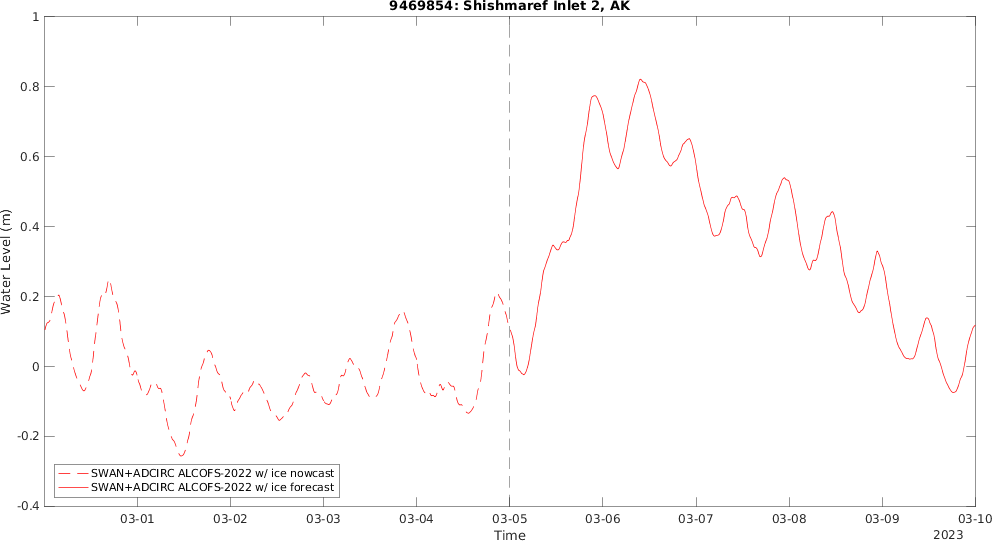 9469854: Shishmaref Inlet 2, AK
Water Level (m)
1
0.8
0.6
0.4
0.2
0
-0.2
-0.4
SWAN+ADCIRC ALCOFS-2022 w/ ice nowcast
SWAN+ADCIRC ALCOFS-2022 w/ ice forecast
03-01 03-02 03-03 03-04 03-05 03-06 03-07 03-08 03-09 03-10
Time
2023